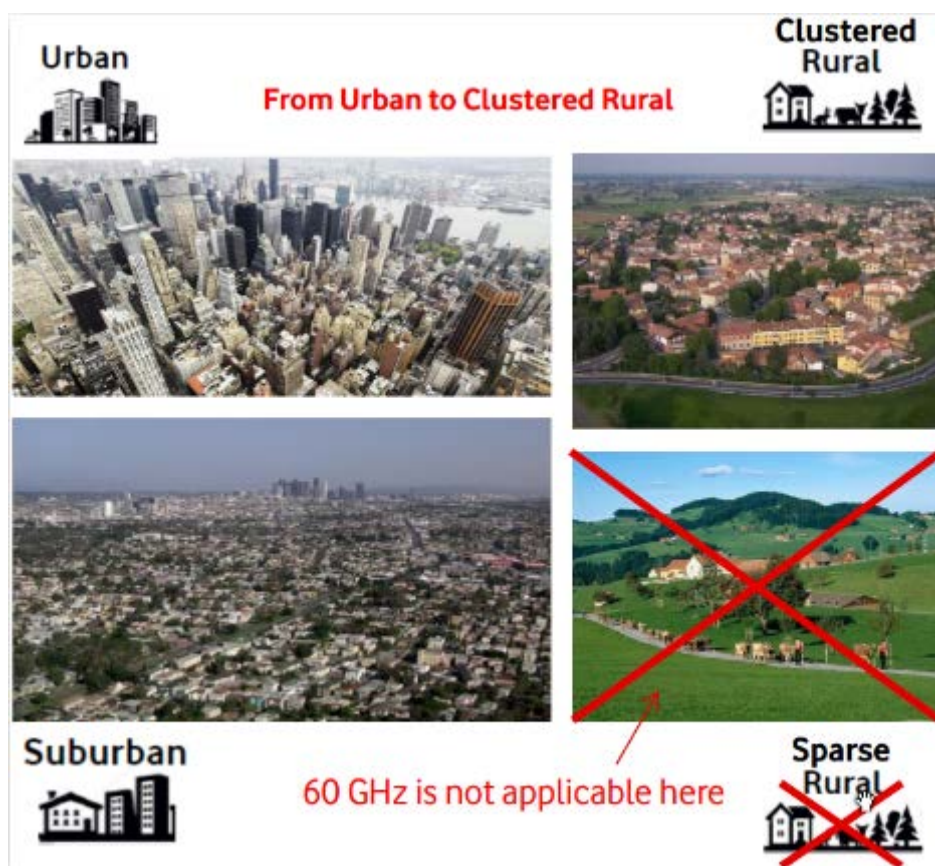 Urban
Clustered
Rural
From Urban to Clustered Rural
Suburban
60 GHz is not applicable here
Sparse
Rural